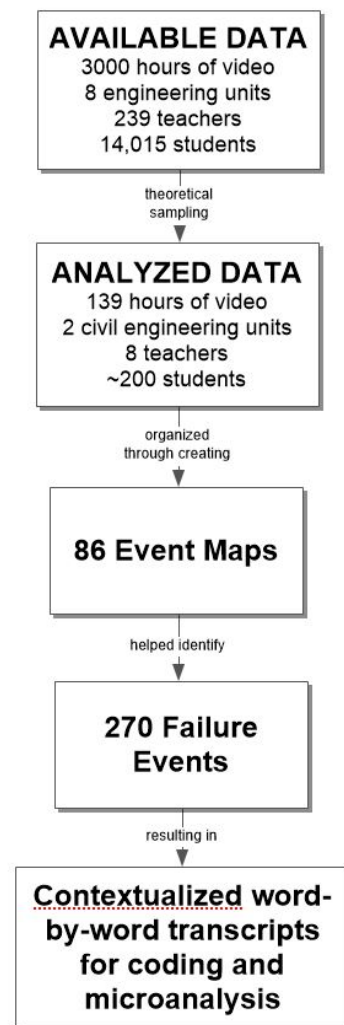 AVAILABLE DATA
3000 hours of video
8 engineering units
239 teachers
14,015 students
theoretical
sampling
ANALYZED DATA
139 hours of video
2 civil engineering units
8 teachers
~200 students
organized
through creating
86 Event Maps
helped identify
270 Failure
Events
resulting in
Contextualized word-
by-word transcripts
for coding and
microanalysis